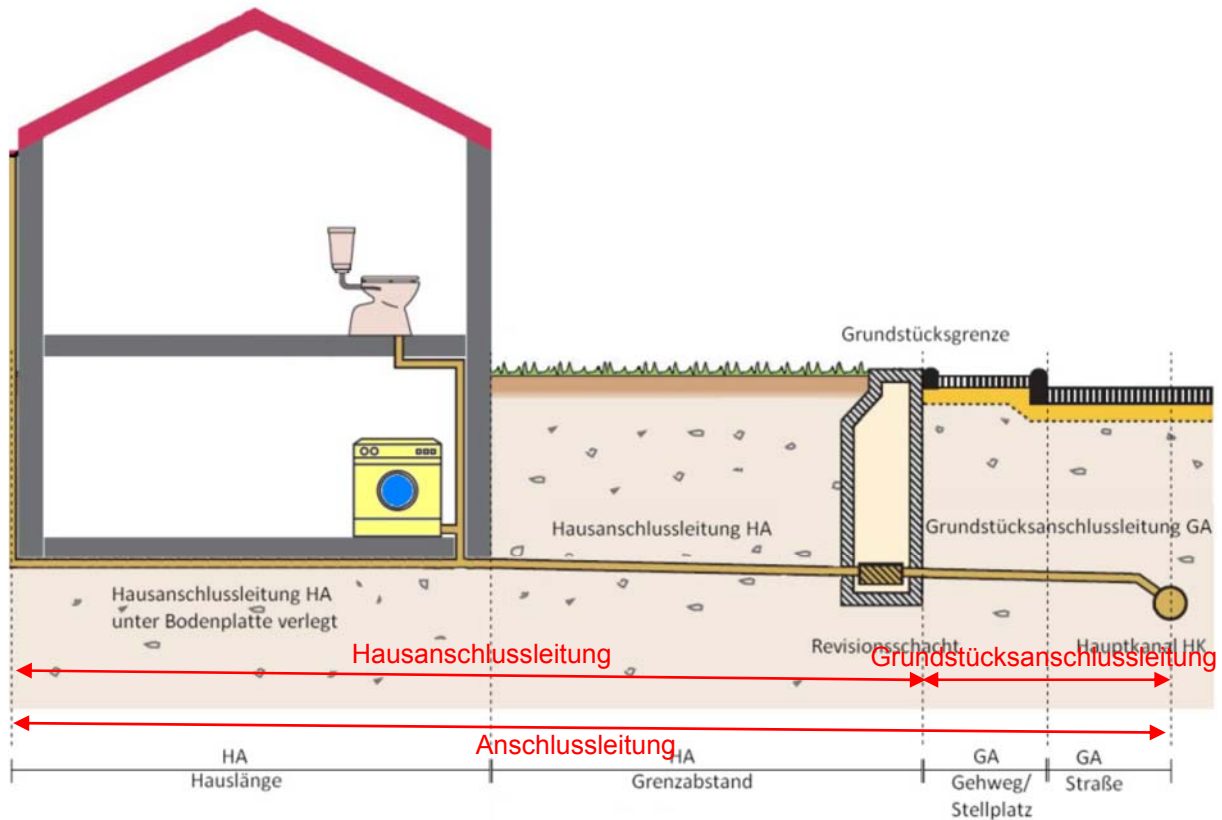 Grundstücksgrenze
Hausanschlussleitung HA
Grundstücksanschlussleitung GA
Hausanschlussleitung HA
unter Bodenplatte verlegt
Revisionsschacht
Hauptkanal HK
Hausanschlussleitung
Grundstücksanschlussleitung
Anschlussleitung
HA
Hauslänge
HA
Grenzabstand
GA
Gehweg/
Stellplatz
GA
Straße